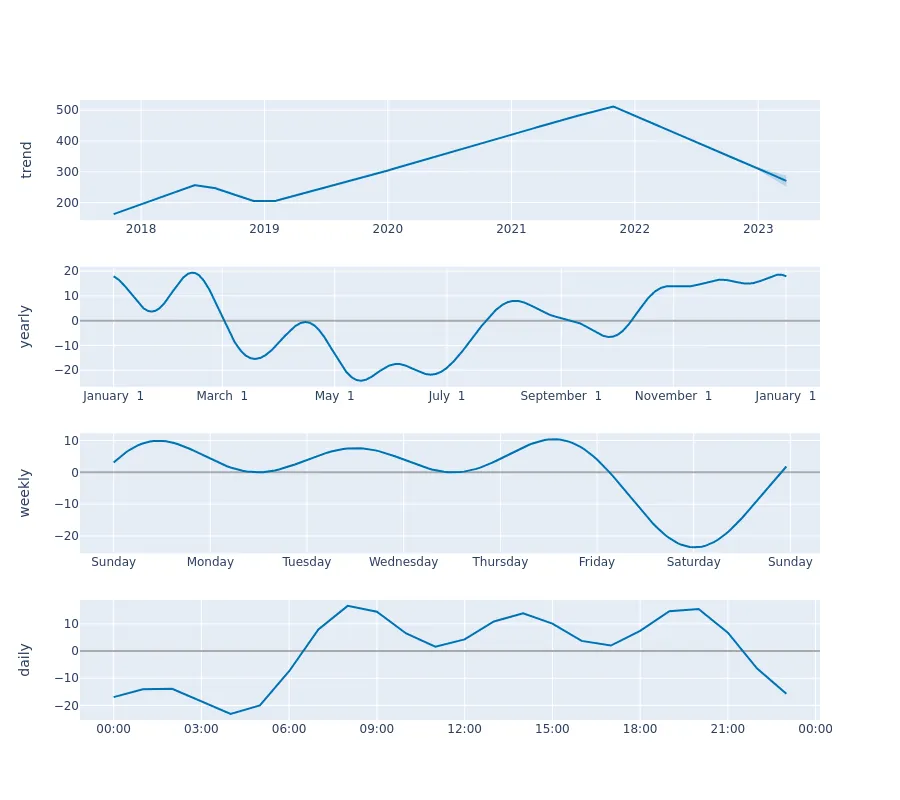 trend
500
400
300
200
2018 2019 2020 2021 2022 2023
yearly
20
10
0
−10
−20
January 1 March 1 May 1 July 1 September 1 November 1 January 1
weekly
10
0
−10
−20
Sunday Monday Tuesday Wednesday Thursday Friday Saturday Sunday
daily
10
0
−10
−20
00:00 03:00 06:00 09:00 12:00 15:00 18:00 21:00 00:00